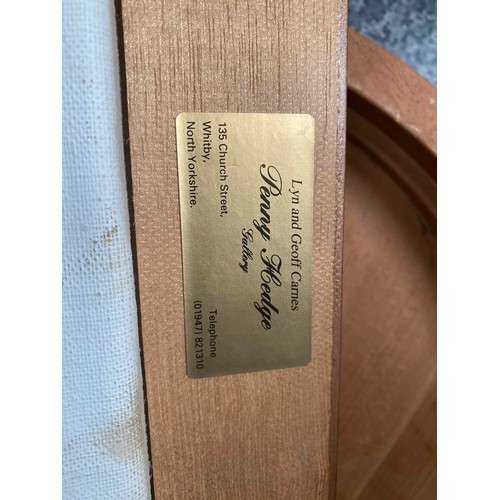 Lyn and Geoff Carnes
Penny Hedge
Gallery
135 Church Street,
Whitby,
North Yorkshire.
Telephone
(01947) 821310